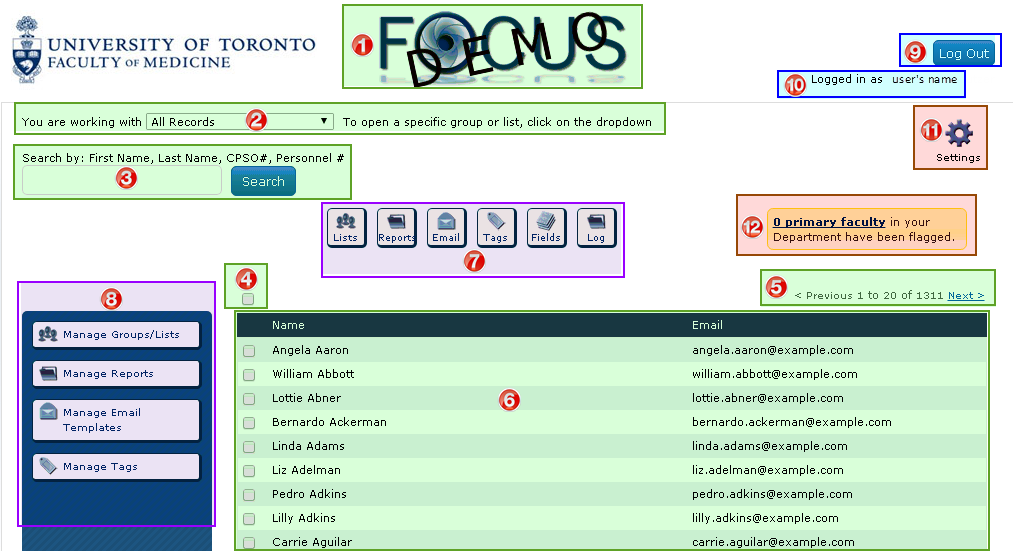 UNIVERSITY OF TORONTO
FACULTY OF MEDICINE
1
FOCUS
DEMO
9
Log Out
10
Logged in as user's name
You are working with All Records 2 To open a specific group or list, click on the dropdown
11
Settings
Search by: First Name, Last Name, CPSO#, Personnel #
3
Search
Lists
Reports
Email
Tags
Fields
Log
7
12
0 primary faculty in your
Department have been flagged.
4
5
< Previous 1 to 20 of 1311 Next >
8
Manage Groups/Lists
Manage Reports
Manage Email
Templates
Manage Tags
Name Email
Angela Aaron angela.aaron@example.com
William Abbott william.abbott@example.com
Lottie Abner lottie.abner@example.com
6
Bernardo Ackerman bernardo.ackerman@example.com
Linda Adams linda.adams@example.com
Liz Adelman liz.adelman@example.com
Pedro Adkins pedro.adkins@example.com
Lilly Adkins lilly.adkins@example.com
Carrie Aguilar carrie.aguilar@example.com